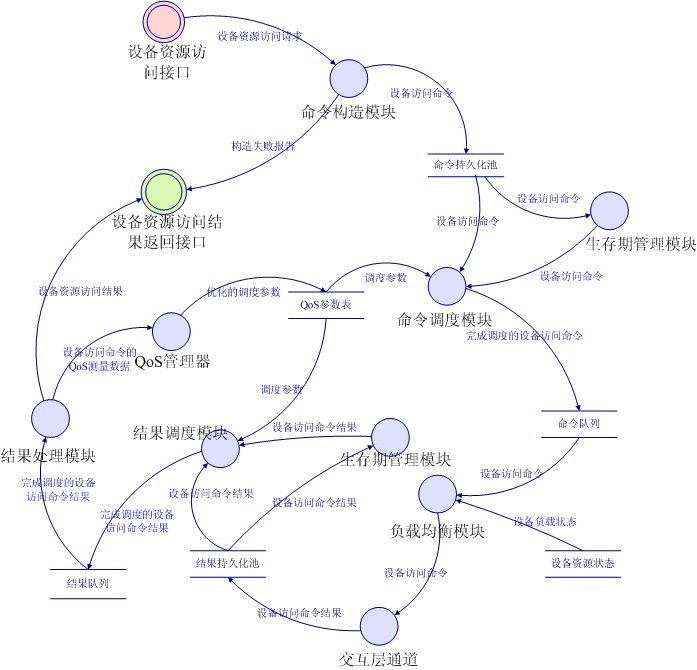 设备资源访问请求
设备资源访
问接口
设备访问命令
命令构造模块
构造失败报告
命令持久化池
设备访问命令
设备资源访问结
果返回接口
设备访问命令
生存期管理模块
设备访问命令
调度参数
设备资源访问结果
优化的调度参数
QoS参数表
命令调度模块
完成调度的设备访问命令
设备访问命令的
QoS测量数据
QoS管理器
调度参数
命令队列
设备访问命令结果
结果调度模块
结果处理模块
生存期管理模块
设备访问命令
完成调度的设备
访问命令结果
设备访问命令结果
设备访问命令结果
完成调度的设备
访问命令结果
设备负载状态
负载均衡模块
结果持久化池
设备资源状态
设备访问命令
结果队列
设备访问命令结果
交互层通道